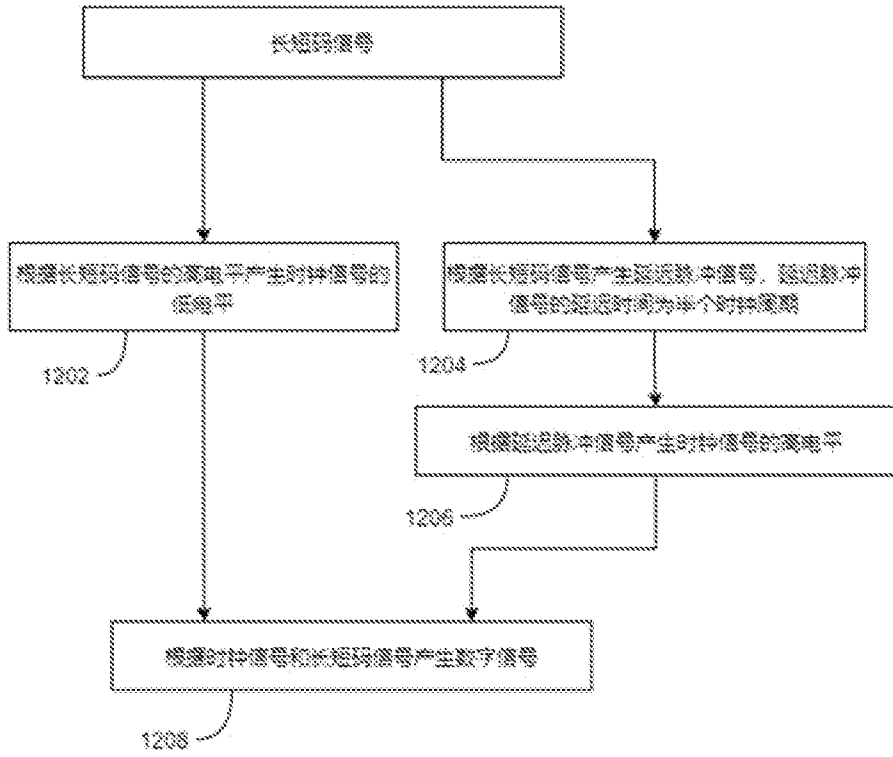 长短码信号
根据长短码信号的高电平产生时钟信号的
低电平
1202
根据长短码信号产生延迟脉冲信号，延迟脉冲
信号的延迟时间为半个时钟周期
1204
根据延迟脉冲信号产生时钟信号的高电平
1206
根据时钟信号和长短码信号产生数字信号
1208